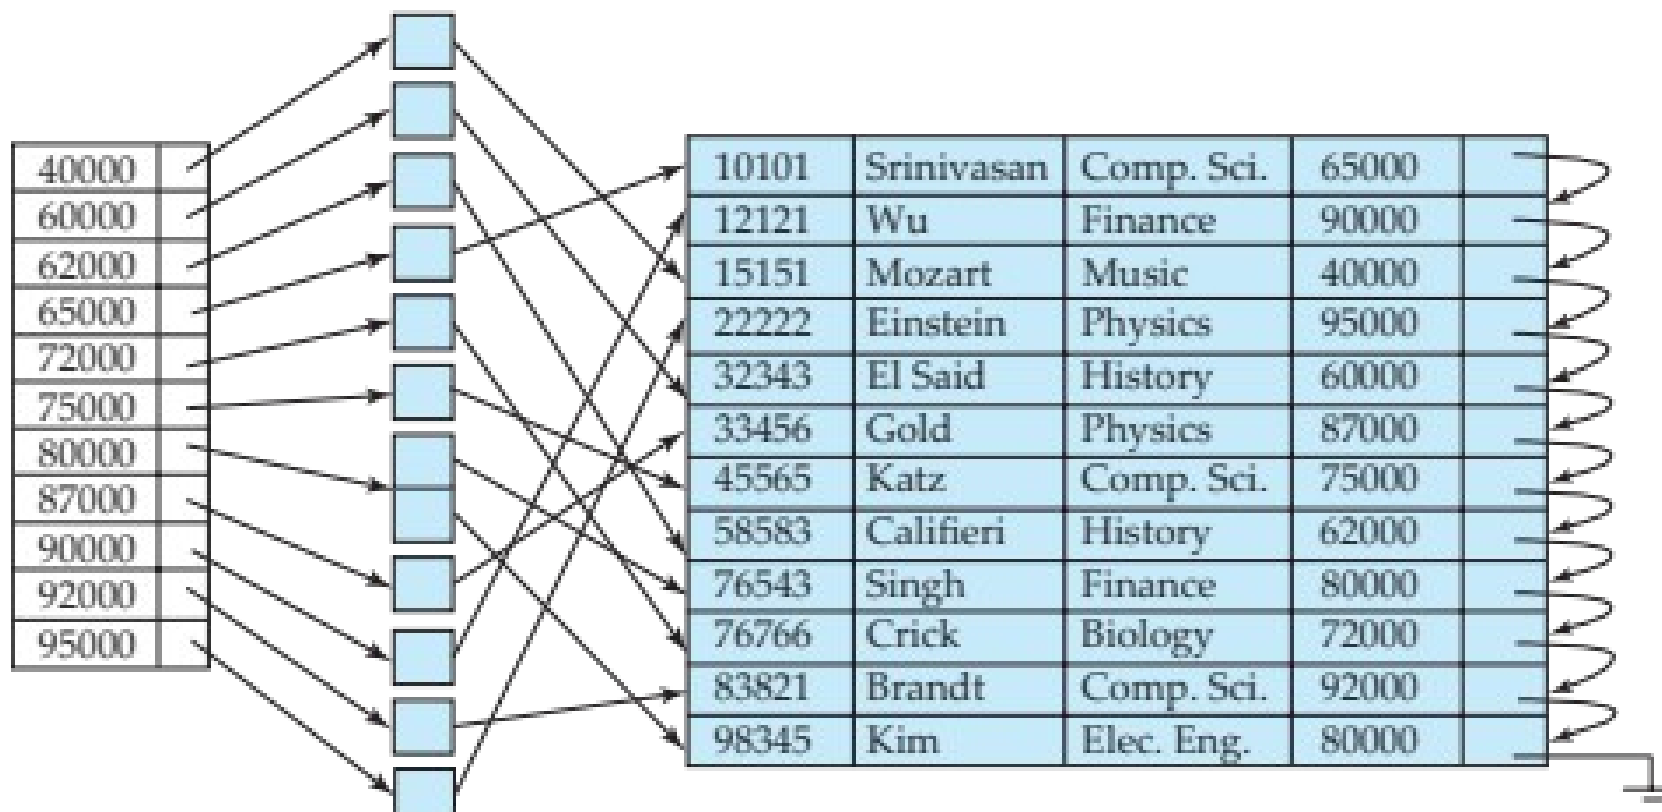 40000
60000
62000
65000
72000
75000
80000
87000
90000
92000
95000
10101 Srinivasan Comp. Sci. 65000
12121 Wu Finance 90000
15151 Mozart Music 40000
22222 Einstein Physics 95000
32343 El Said History 60000
33456 Gold Physics 87000
45565 Katz Comp. Sci. 75000
58583 Califieri History 62000
76543 Singh Finance 80000
76766 Crick Biology 72000
83821 Brandt Comp. Sci. 92000
98345 Kim Elec. Eng. 80000